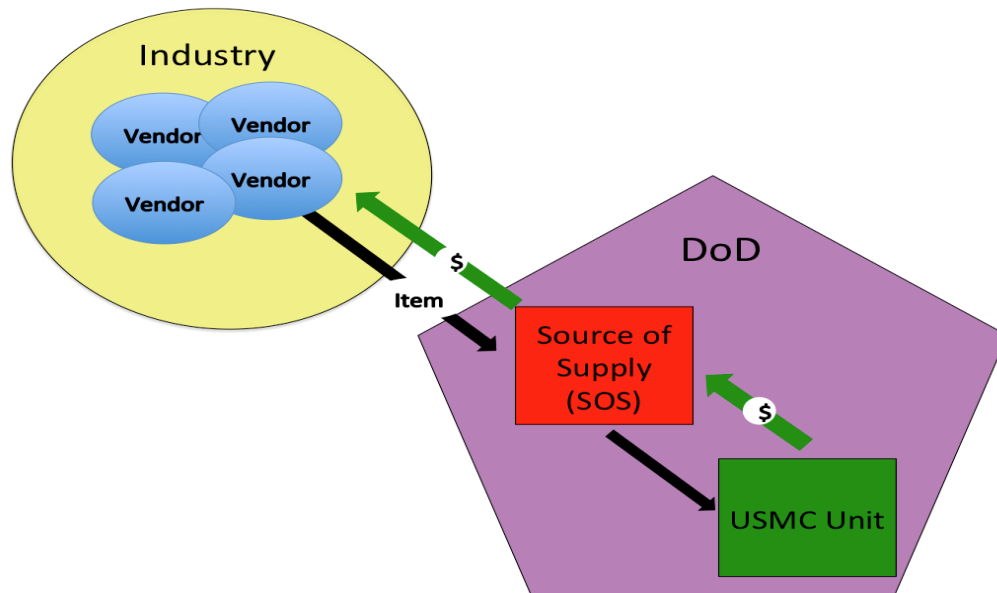 Industry
Vendor
Vendor
Vendor
Vendor
$
Item
DoD
Source of
Supply
(SOS)
$
USMC Unit